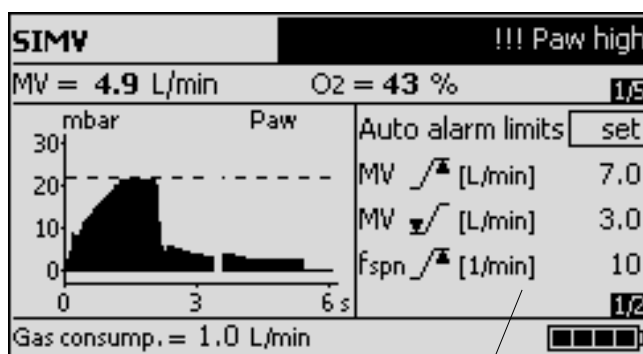 SIMV !!! Paw high
MV = 4.9 L/min O2 = 43 % 1/5
mbar Paw
30
20
10
0
0 3 6 s
Auto alarm limits set
MV [L/min] 7.0
MV [L/min] 3.0
fspn [1/min] 10
1/2
Gas consump. = 1.0 L/min